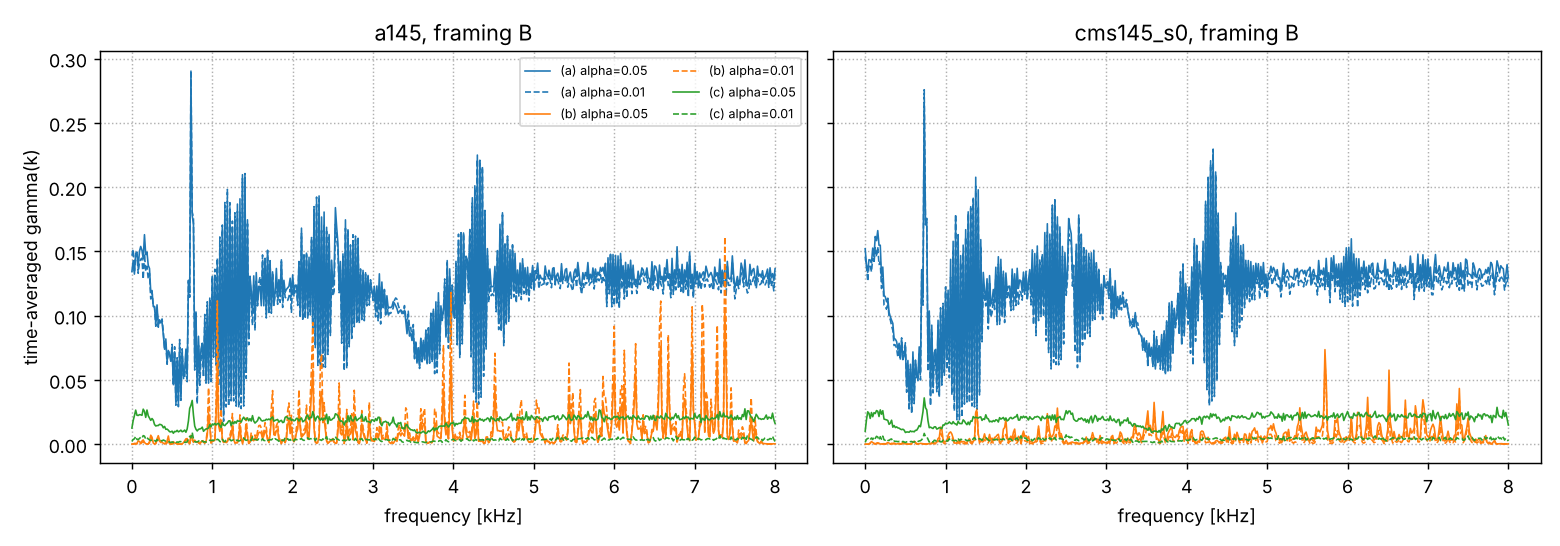 a145, framing B
cms145_s0, framing B
time-averaged gamma(k)
0.30
0.25
0.20
0.15
0.10
0.05
0.00
(a) alpha=0.05
(a) alpha=0.01
(b) alpha=0.05
(b) alpha=0.01
(c) alpha=0.05
(c) alpha=0.01
0 1 2 3 4 5 6 7 8
0 1 2 3 4 5 6 7 8
frequency [kHz]
frequency [kHz]